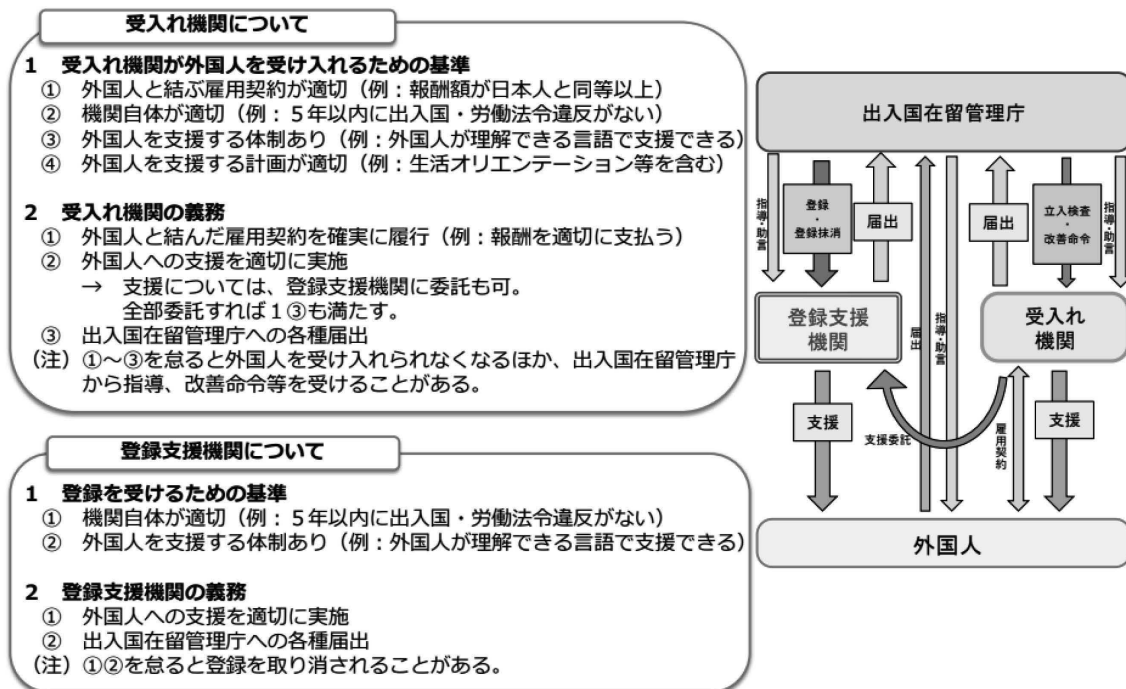 受入れ機関について
1 受入れ機関が外国人を受け入れるための基準
① 外国人と結ぶ雇用契約が適切（例：報酬額が日本人と同等以上）
② 機関自体が適切（例：５年以内に出入国・労働法令違反がない）
③ 外国人を支援する体制あり（例：外国人が理解できる言語で支援できる）
④ 外国人を支援する計画が適切（例：生活オリエンテーション等を含む）
2 受入れ機関の義務
① 外国人と結んだ雇用契約を確実に履行（例：報酬を適切に支払う）
② 外国人への支援を適切に実施
→ 支援については、登録支援機関に委託も可。
全部委託すれば１③も満たす。
③ 出入国在留管理庁への各種届出
（注）①～③を怠ると外国人を受け入れられなくなるほか、出入国在留管理庁
から指導、改善命令等を受けることがある。
登録支援機関について
1 登録を受けるための基準
① 機関自体が適切（例：５年以内に出入国・労働法令違反がない）
② 外国人を支援する体制あり（例：外国人が理解できる言語で支援できる）
2 登録支援機関の義務
① 外国人への支援を適切に実施
② 出入国在留管理庁への各種届出
（注）①②を怠ると登録を取り消されることがある。
出入国在留管理庁
指導・助言
登録
・
登録抹消
届出
届出
立入検査
・
改善命令
指導・助言
登録支援
機関
届出
指導・助言
受入れ
機関
支援
支援委託
雇用契約
支援
外国人